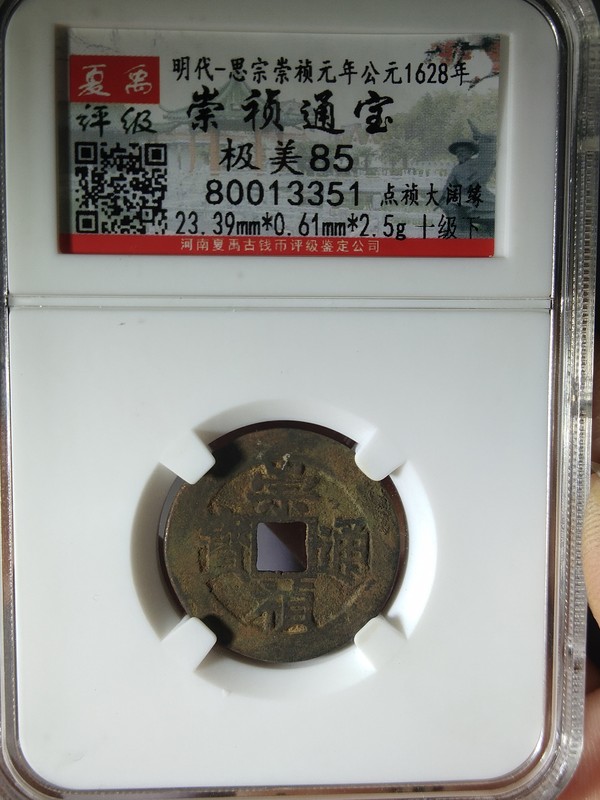 夏禹
评级
明代-思宗崇祯元年公元1628年
崇祯通宝
极美85
80013351 点祯大阔缘
23.39mm*0.61mm*2.5g 十级下
河南夏禹古钱币评级鉴定公司
崇
寶 通
禎